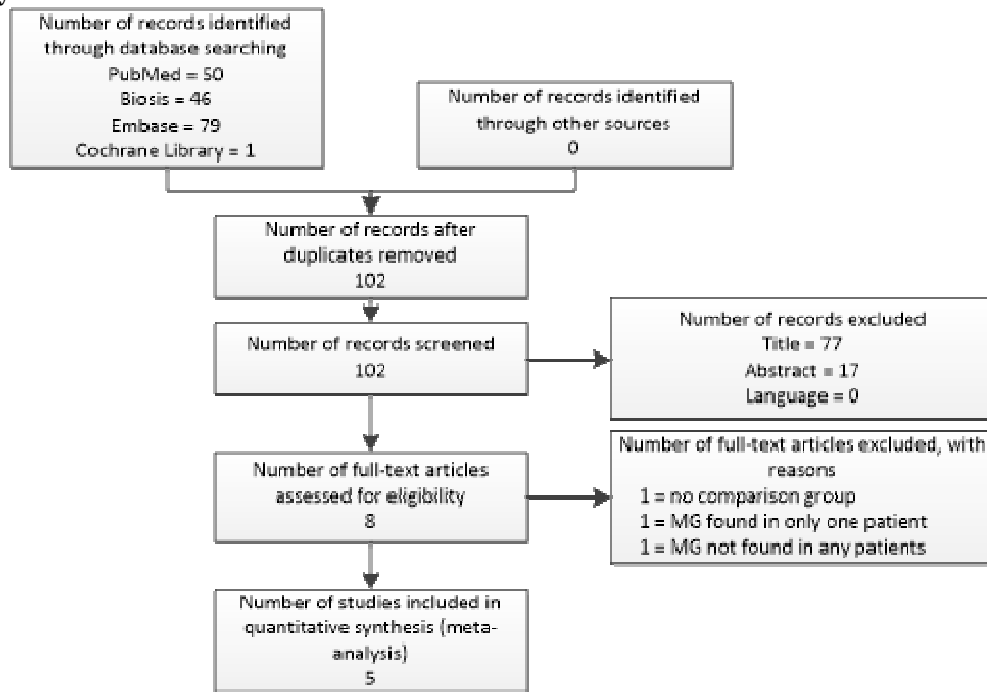 Number of records identified
through database searching
PubMed = 50
Biosis = 46
Embase = 79
Cochrane Library = 1
Number of records identified
through other sources
0
Number of records after
duplicates removed
102
Number of records screened
102
Number of records excluded
Title = 77
Abstract = 17
Language = 0
Number of full-text articles
assessed for eligibility
8
Number of full-text articles excluded, with
reasons
1 = no comparison group
1 = MG found in only one patient
1 = MG not found in any patients
Number of studies included in
quantitative synthesis (meta-
analysis)
5